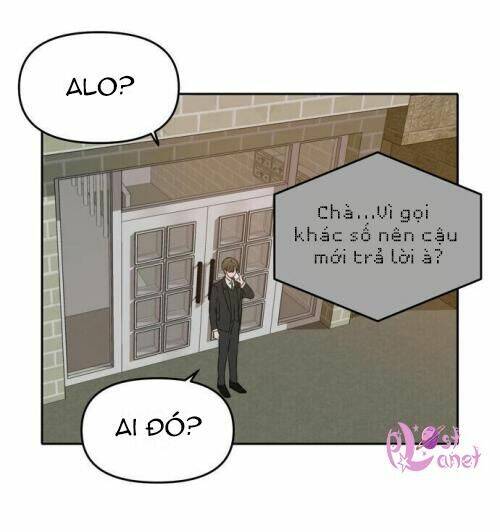 ALO?
Chà...Vì gọi
khác số nên cậu
mới trả lời à?
AI ĐÓ?
Lost
Planet